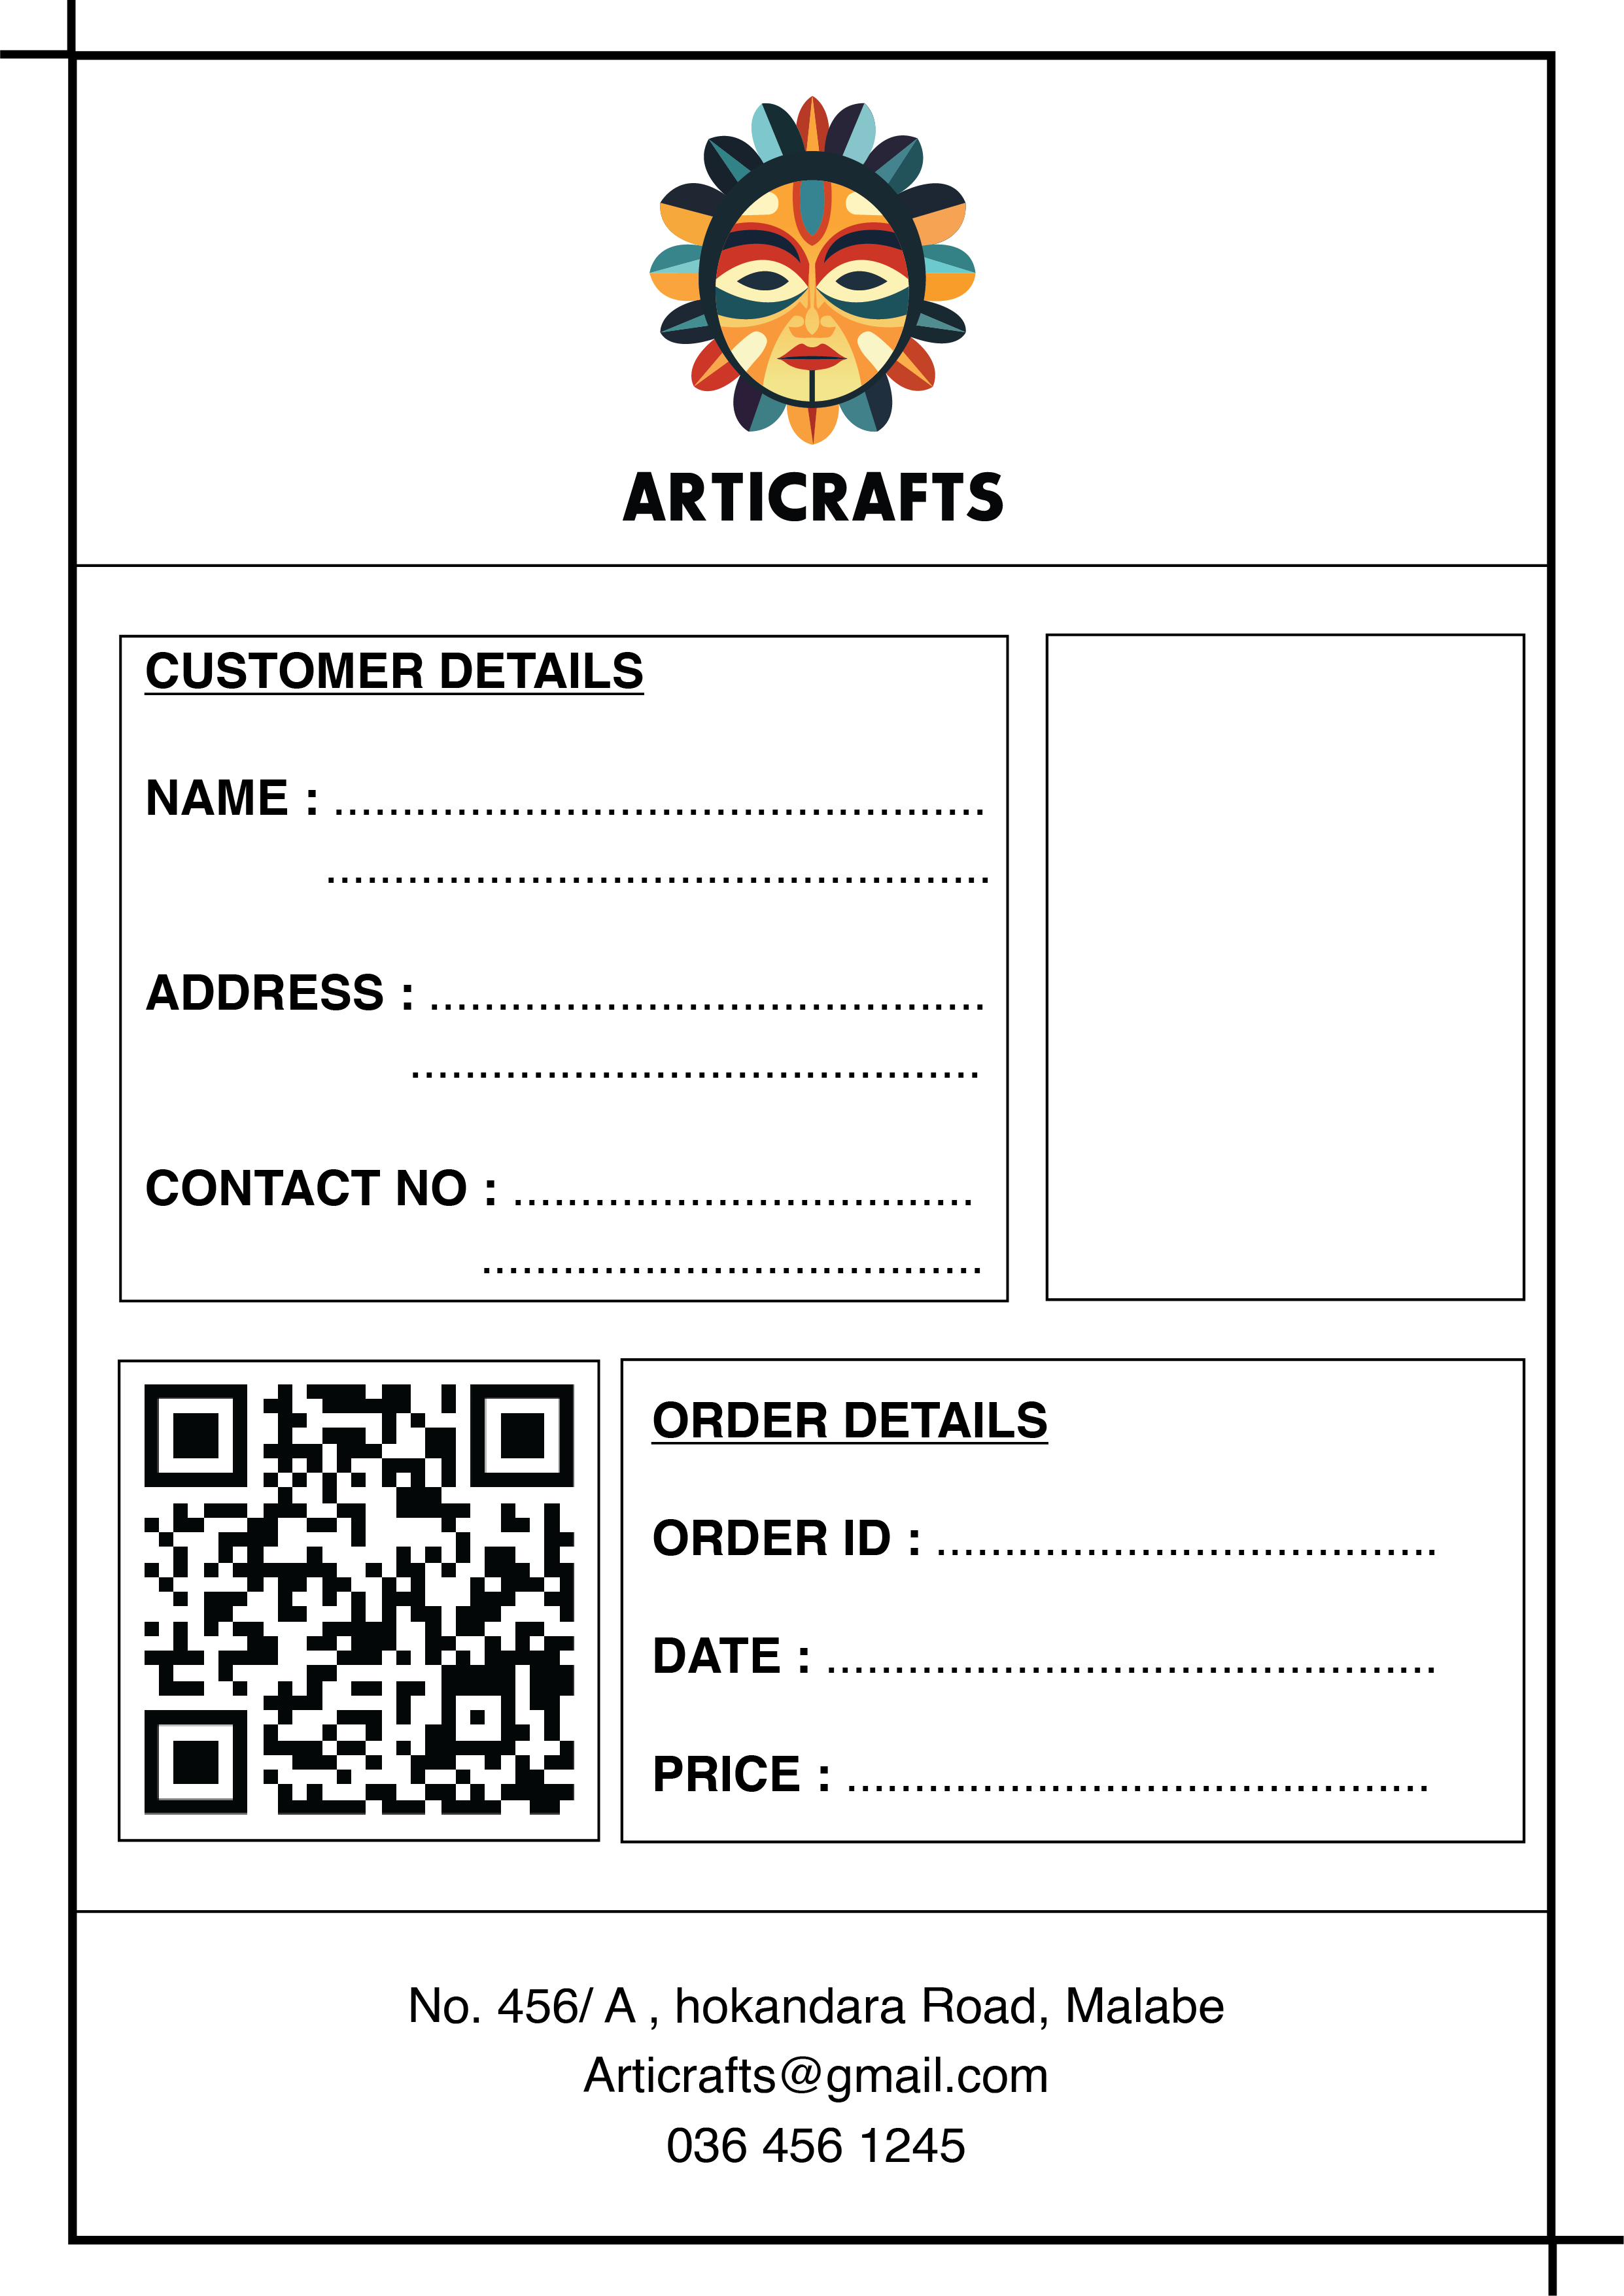 ARTICRAFTS
CUSTOMER DETAILS
NAME : ................................................
.................................................
ADDRESS : .........................................
..........................................
CONTACT NO : ..................................
.....................................
ORDER DETAILS
ORDER ID : .....................................
DATE : .............................................
PRICE : ...........................................
No. 456/ A , hokandara Road, Malabe
Articrafts@gmail.com
036 456 1245